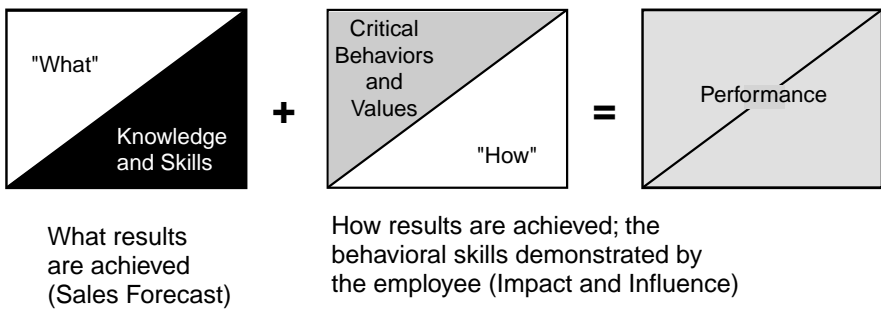 "What"
Knowledge
and Skills
+
Critical
Behaviors
and
Values
"How"
=
Performance
What results
are achieved
(Sales Forecast)
How results are achieved; the
behavioral skills demonstrated by
the employee (Impact and Influence)